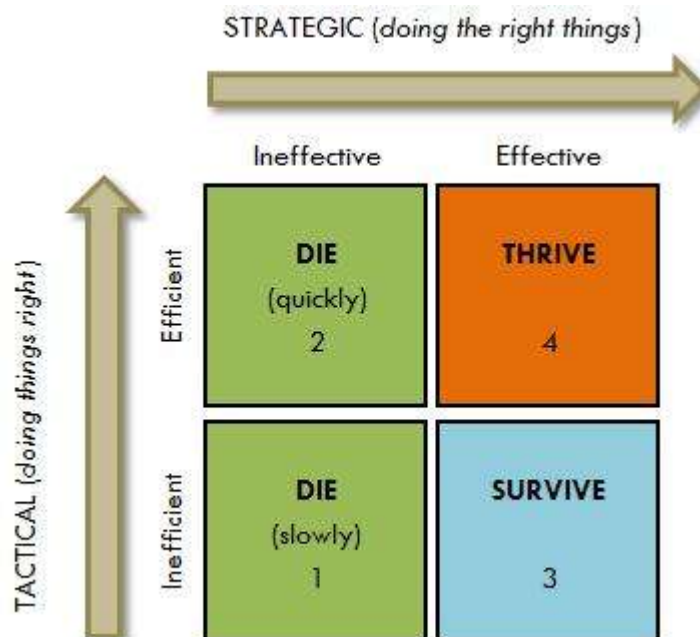 STRATEGIC (doing the right things)
Ineffective
Effective
TACTICAL (doing things right)
Efficient
DIE
(quickly)
2
THRIVE
4
Inefficient
DIE
(slowly)
1
SURVIVE
3